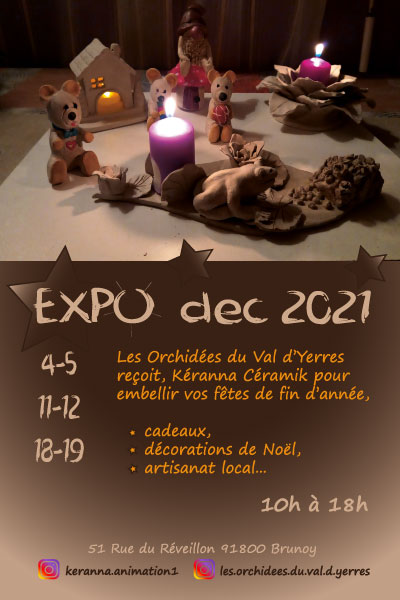 EXPO dec 2021
4-5
11-12
18-19
Les Orchidées du Val d'Yerres
reçoit, Kéranna Céramik pour
embellir vos fêtes de fin d'année,
cadeaux,
décorations de Noël,
artisanat local...
10h à 18h
51 Rue du Réveillon 91800 Brunoy
keranna.animation1
les.orchidees.du.val.d.yerres